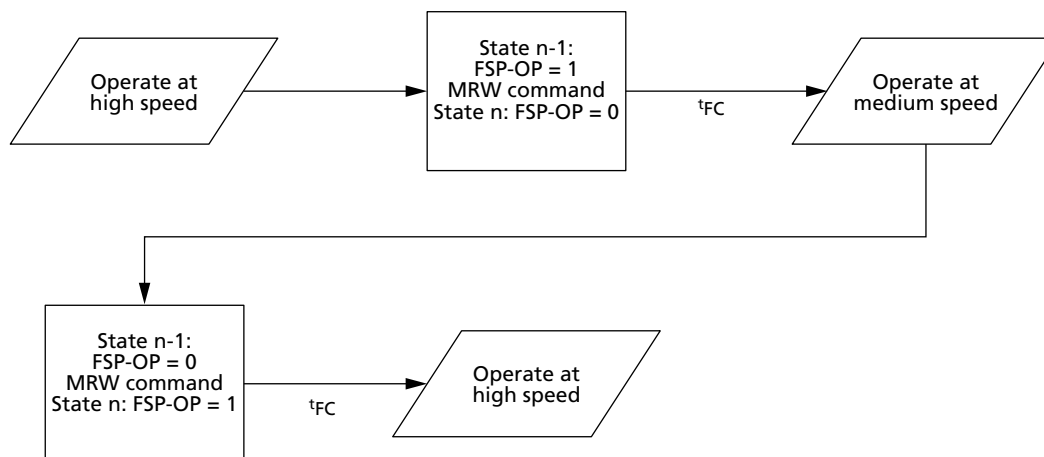 Operate at
high speed
State n-1:
FSP-OP = 1
MRW command
State n: FSP-OP = 0
tFC
Operate at
medium speed
State n-1:
FSP-OP = 0
MRW command
State n: FSP-OP = 1
tFC
Operate at
high speed